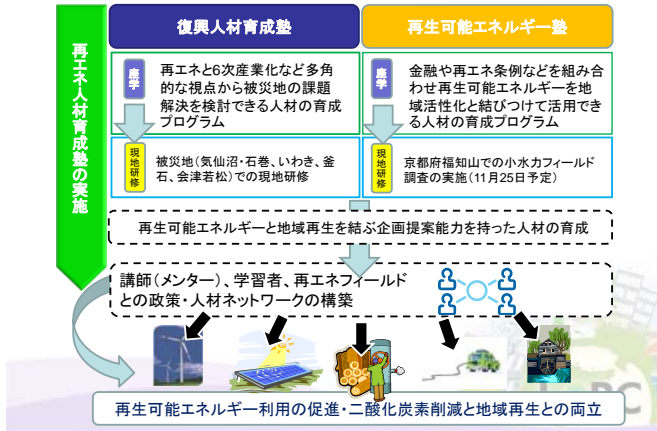 復興人材育成塾
再生可能エネルギー塾
再エネ人材育成塾の実施
座学
再エネと6次産業化など多角
的な視点から被災地の課題
解決を検討できる人材の育成
プログラム
座学
金融や再エネ条例などを組み合
わせ再生可能エネルギーを地
域活性化と結びつけて活用でき
る人材の育成プログラム
現地研修
被災地（気仙沼・石巻、いわき、釜
石、会津若松）での現地研修
現地研修
京都府福知山での小水力フィールド
調査の実施（11月25日予定）
再生可能エネルギーと地域再生を結ぶ企画提案能力を持った人材の育成
講師（メンター）、学習者、再エネフィールド
との政策・人材ネットワークの構築
再生可能エネルギー利用の促進・二酸化炭素削減と地域再生との両立